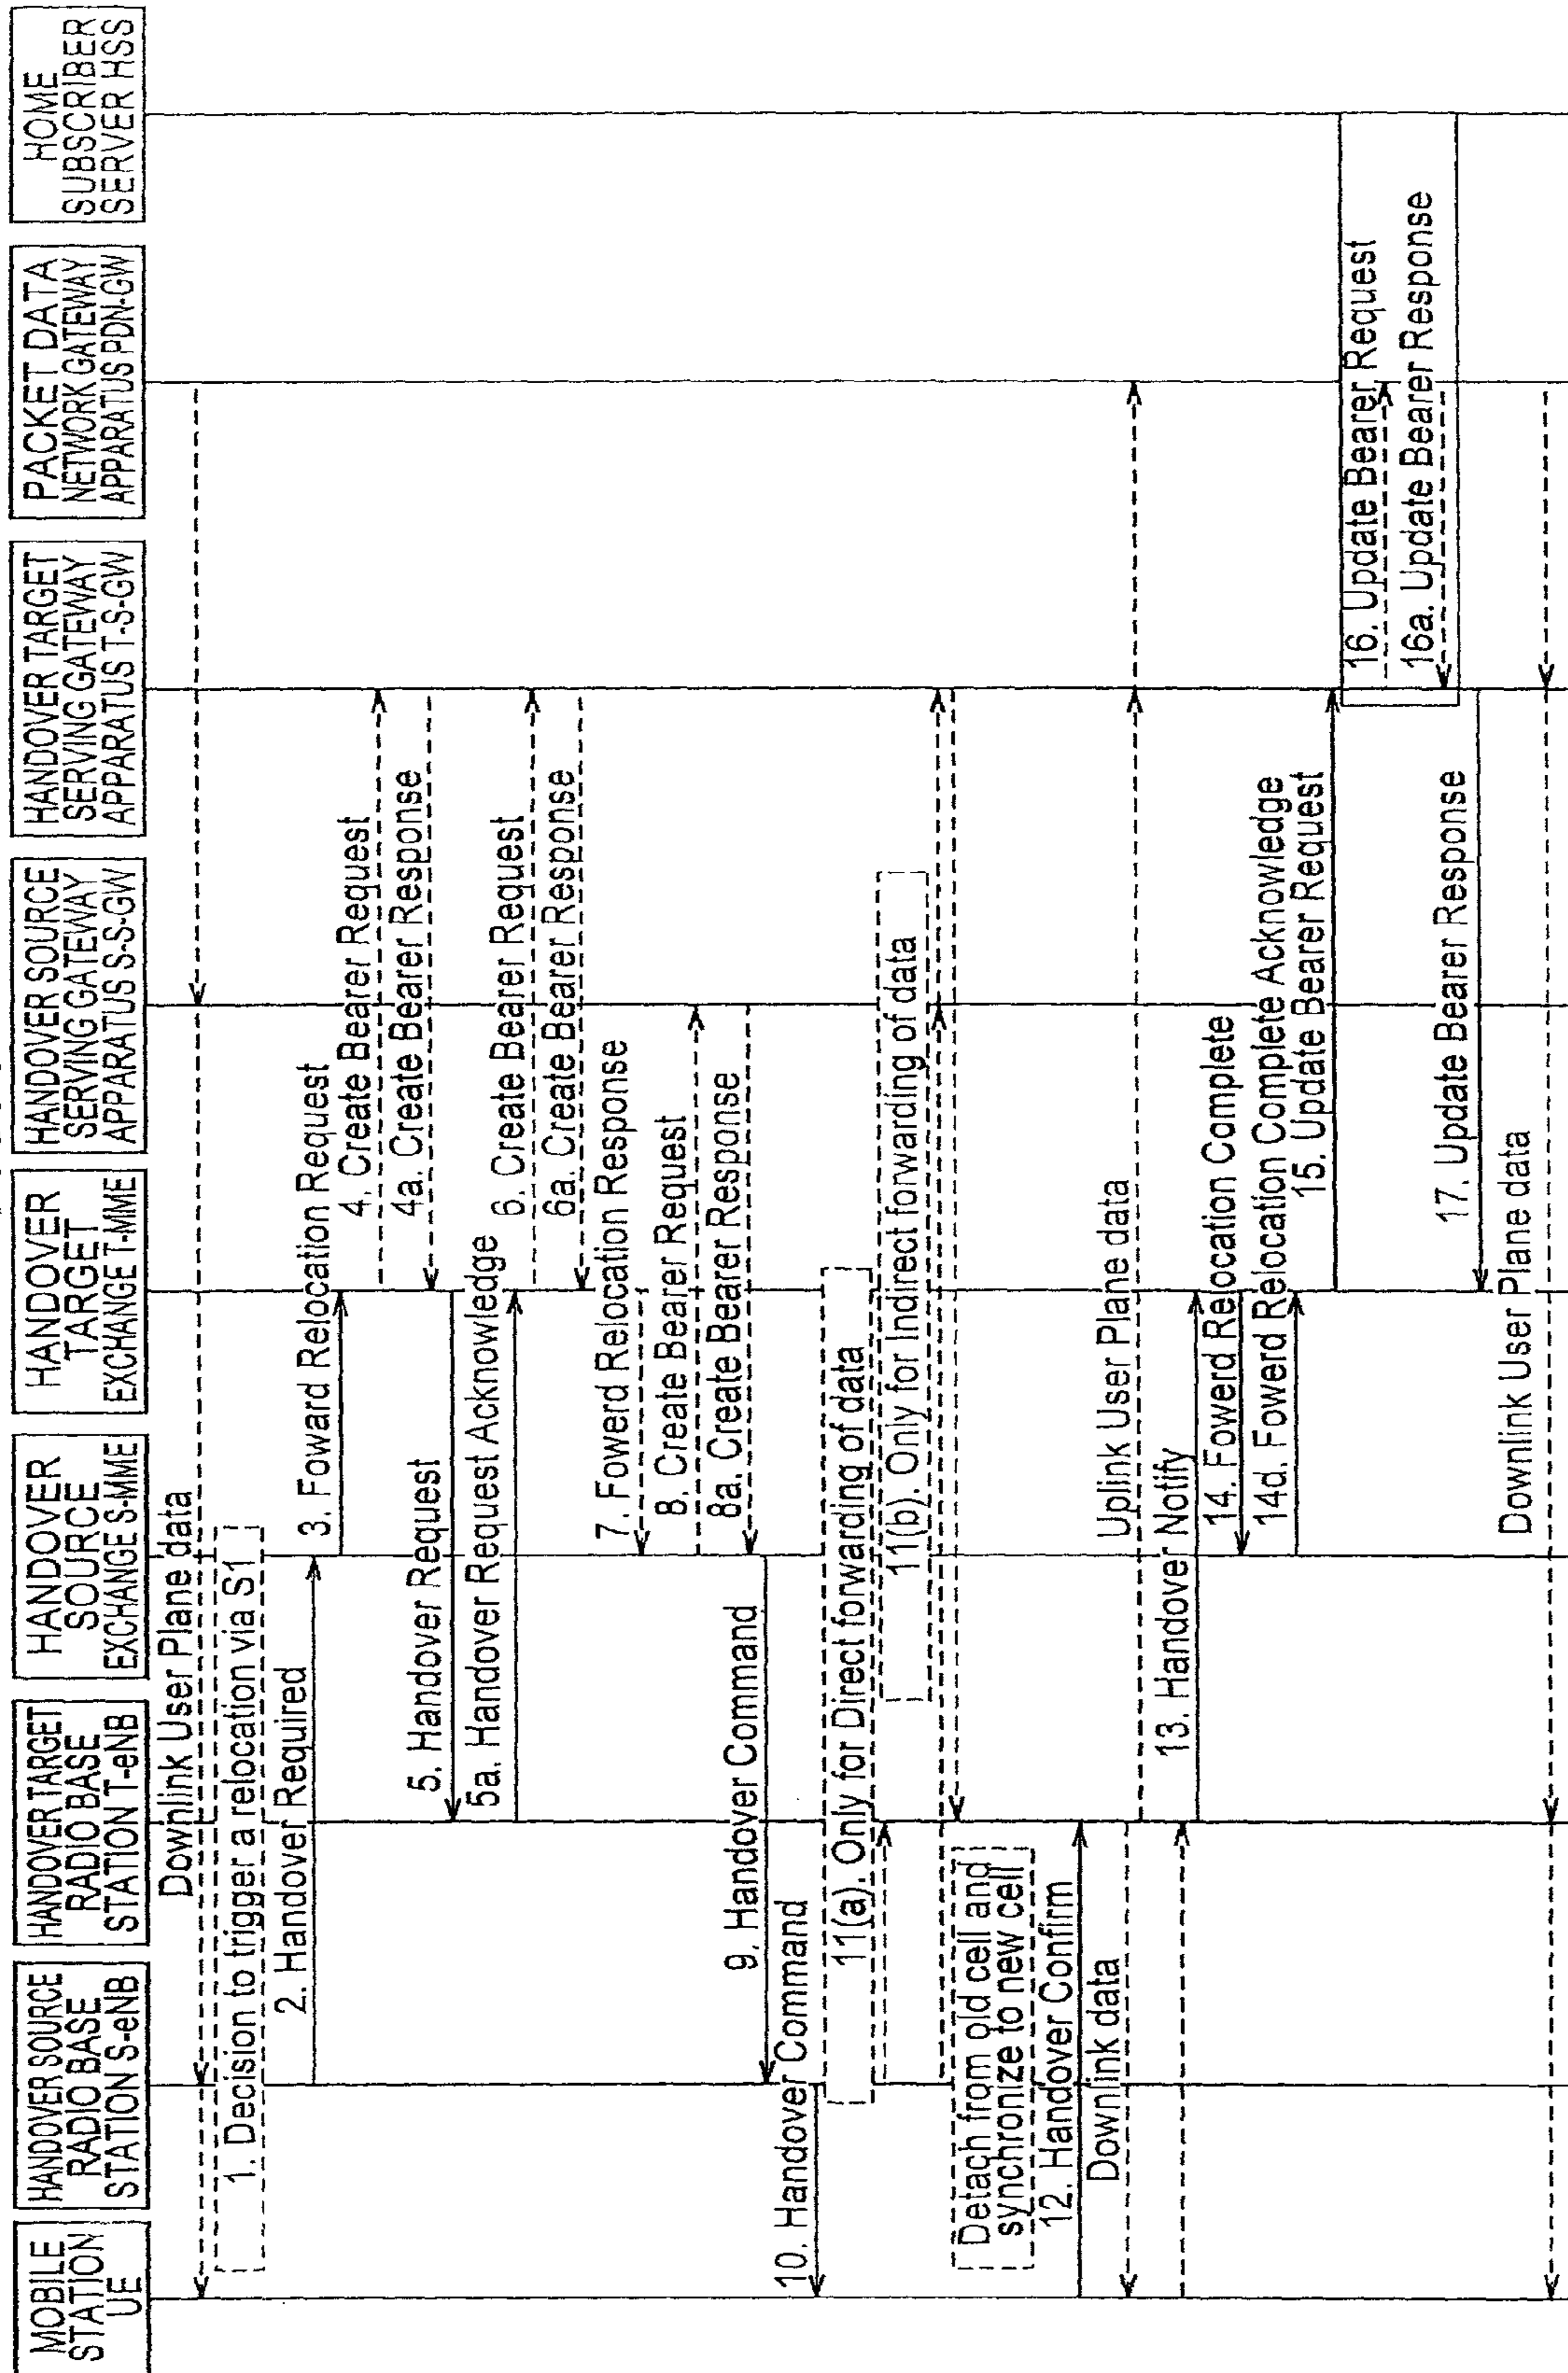 MOBILE
STATION
UE
HANDOVER SOURCE
RADIO BASE
STATION S-eNB
HANDOVER TARGET
RADIO BASE
STATION T-eNB
HANDOVER
SOURCE
EXCHANGE S-MME
HANDOVER
TARGET
EXCHANGE T-MME
HANDOVER SOURCE
SERVING GATEWAY
APPARATUS S-S-GW
HANDOVER TARGET
SERVING GATEWAY
APPARATUS T-S-GW
PACKET DATA
NETWORK GATEWAY
APPARATUS PDN-GW
HOME
SUBSCRIBER
SERVER HSS
Downlink User Plane data
1. Decision to trigger a relocation via S1
2. Handover Required
3. Foward Relocation Request
4. Create Bearer Request
4a. Create Bearer Response
5. Handover Request
5a. Handover Request Acknowledge
6. Create Bearer Request
6a. Create Bearer Response
7. Fowerd Relocation Response
8. Create Bearer Request
8a. Create Bearer Response
9. Handover Command
10. Handover Command
11(a). Only for Direct forwarding of data
11(b). Only for Indirect forwarding of data
Detach from old cell and
synchronize to new cell
12. Handover Confirm
Downlink data
Uplink User Plane data
13. Handover Notify
14. Fowerd Relocation Complete
14d. Fowerd Relocation Complete Acknowledge
15. Update Bearer Request
16. Update Bearer Request
16a. Update Bearer Response
17. Update Bearer Response
Downlink User Plane data